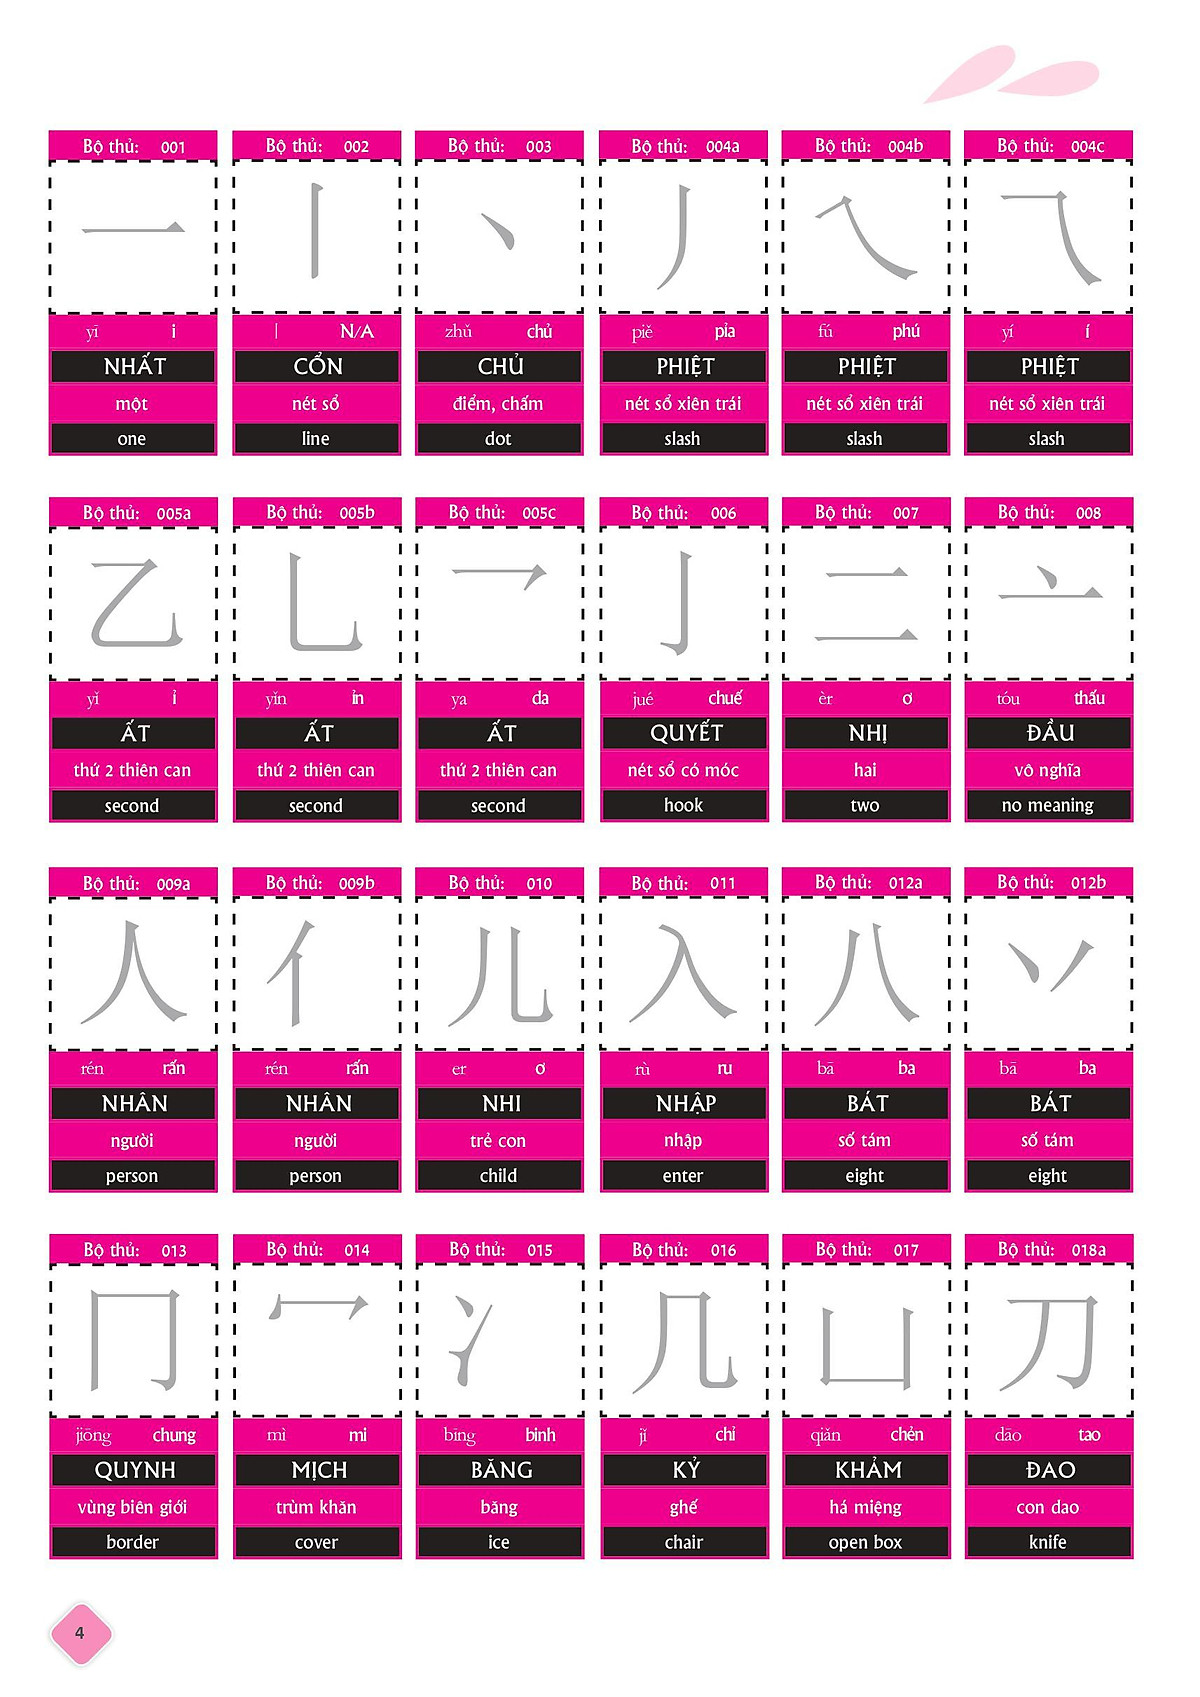 Bộ thủ: 001 Bộ thủ: 002 Bộ thủ: 003 Bộ thủ: 004a Bộ thủ: 004b Bộ thủ: 004c
一 丨 丶 丿 乀 乁
yī i | N/A zhǔ chủ piě pỉa fú phú yí í
NHẤT CỔN CHỦ PHIỆT PHIỆT PHIỆT
một nét sổ điểm, chấm nét sổ xiên trái nét sổ xiên trái nét sổ xiên trái
one line dot slash slash slash
Bộ thủ: 005a Bộ thủ: 005b Bộ thủ: 005c Bộ thủ: 006 Bộ thủ: 007 Bộ thủ: 008
乙 乚 乛 亅 二 亠
yǐ ỉ yǐn ỉn ya da jué chuế èr ơ tóu thấu
ẤT ẤT ẤT QUYẾT NHỊ ĐẦU
thứ 2 thiên can thứ 2 thiên can thứ 2 thiên can nét sổ có móc hai vô nghĩa
second second second hook two no meaning
Bộ thủ: 009a Bộ thủ: 009b Bộ thủ: 010 Bộ thủ: 011 Bộ thủ: 012a Bộ thủ: 012b
人 亻 儿 入 八 丷
rén rấn rén rấn er ơ rù ru bā ba bā ba
NHÂN NHÂN NHI NHẬP BÁT BÁT
người người trẻ con nhập số tám số tám
person person child enter eight eight
Bộ thủ: 013 Bộ thủ: 014 Bộ thủ: 015 Bộ thủ: 016 Bộ thủ: 017 Bộ thủ: 018a
冂 冖 冫 几 凵 刀
jiōng chung mì mi bīng binh jǐ chỉ qiǎn chẻn dāo tao
QUYNH MỊCH BĂNG KỶ KHẢM ĐAO
vùng biên giới trùm khăn băng ghế há miệng con dao
border cover ice chair open box knife
4